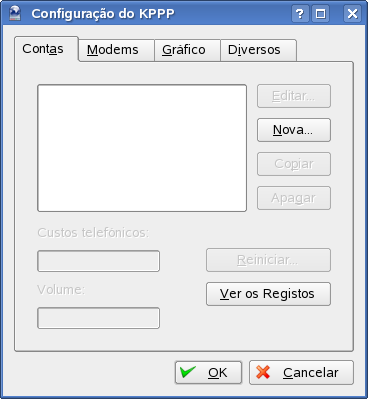 Configuração do KPPP
Contas Modems Gráfico Diversos
Editar...
Nova...
Copiar
Apagar
Custos telefónicos:
Reiniciar...
Volume:
Ver os Registos
OK Cancelar